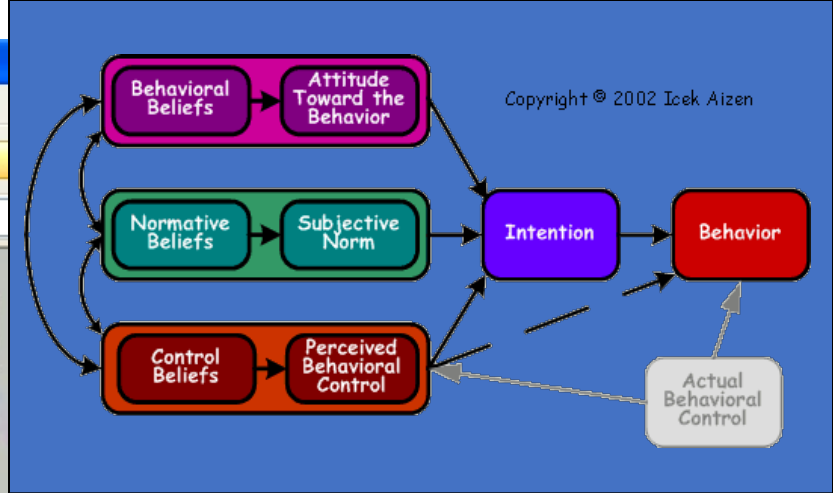 Behavioral
Beliefs
Attitude
Toward the
Behavior
Copyright © 2002 Icek Aizen
Normative
Beliefs
Subjective
Norm
Intention
Behavior
Control
Beliefs
Perceived
Behavioral
Control
Actual
Behavioral
Control